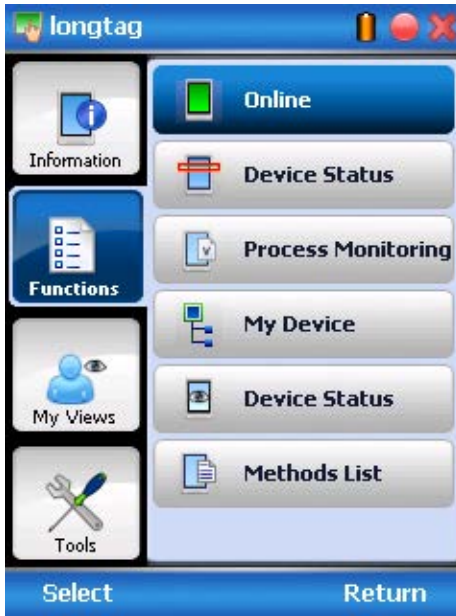 longtag
Information
Functions
My Views
Tools
Online
Device Status
Process Monitoring
My Device
Device Status
Methods List
Select
Return